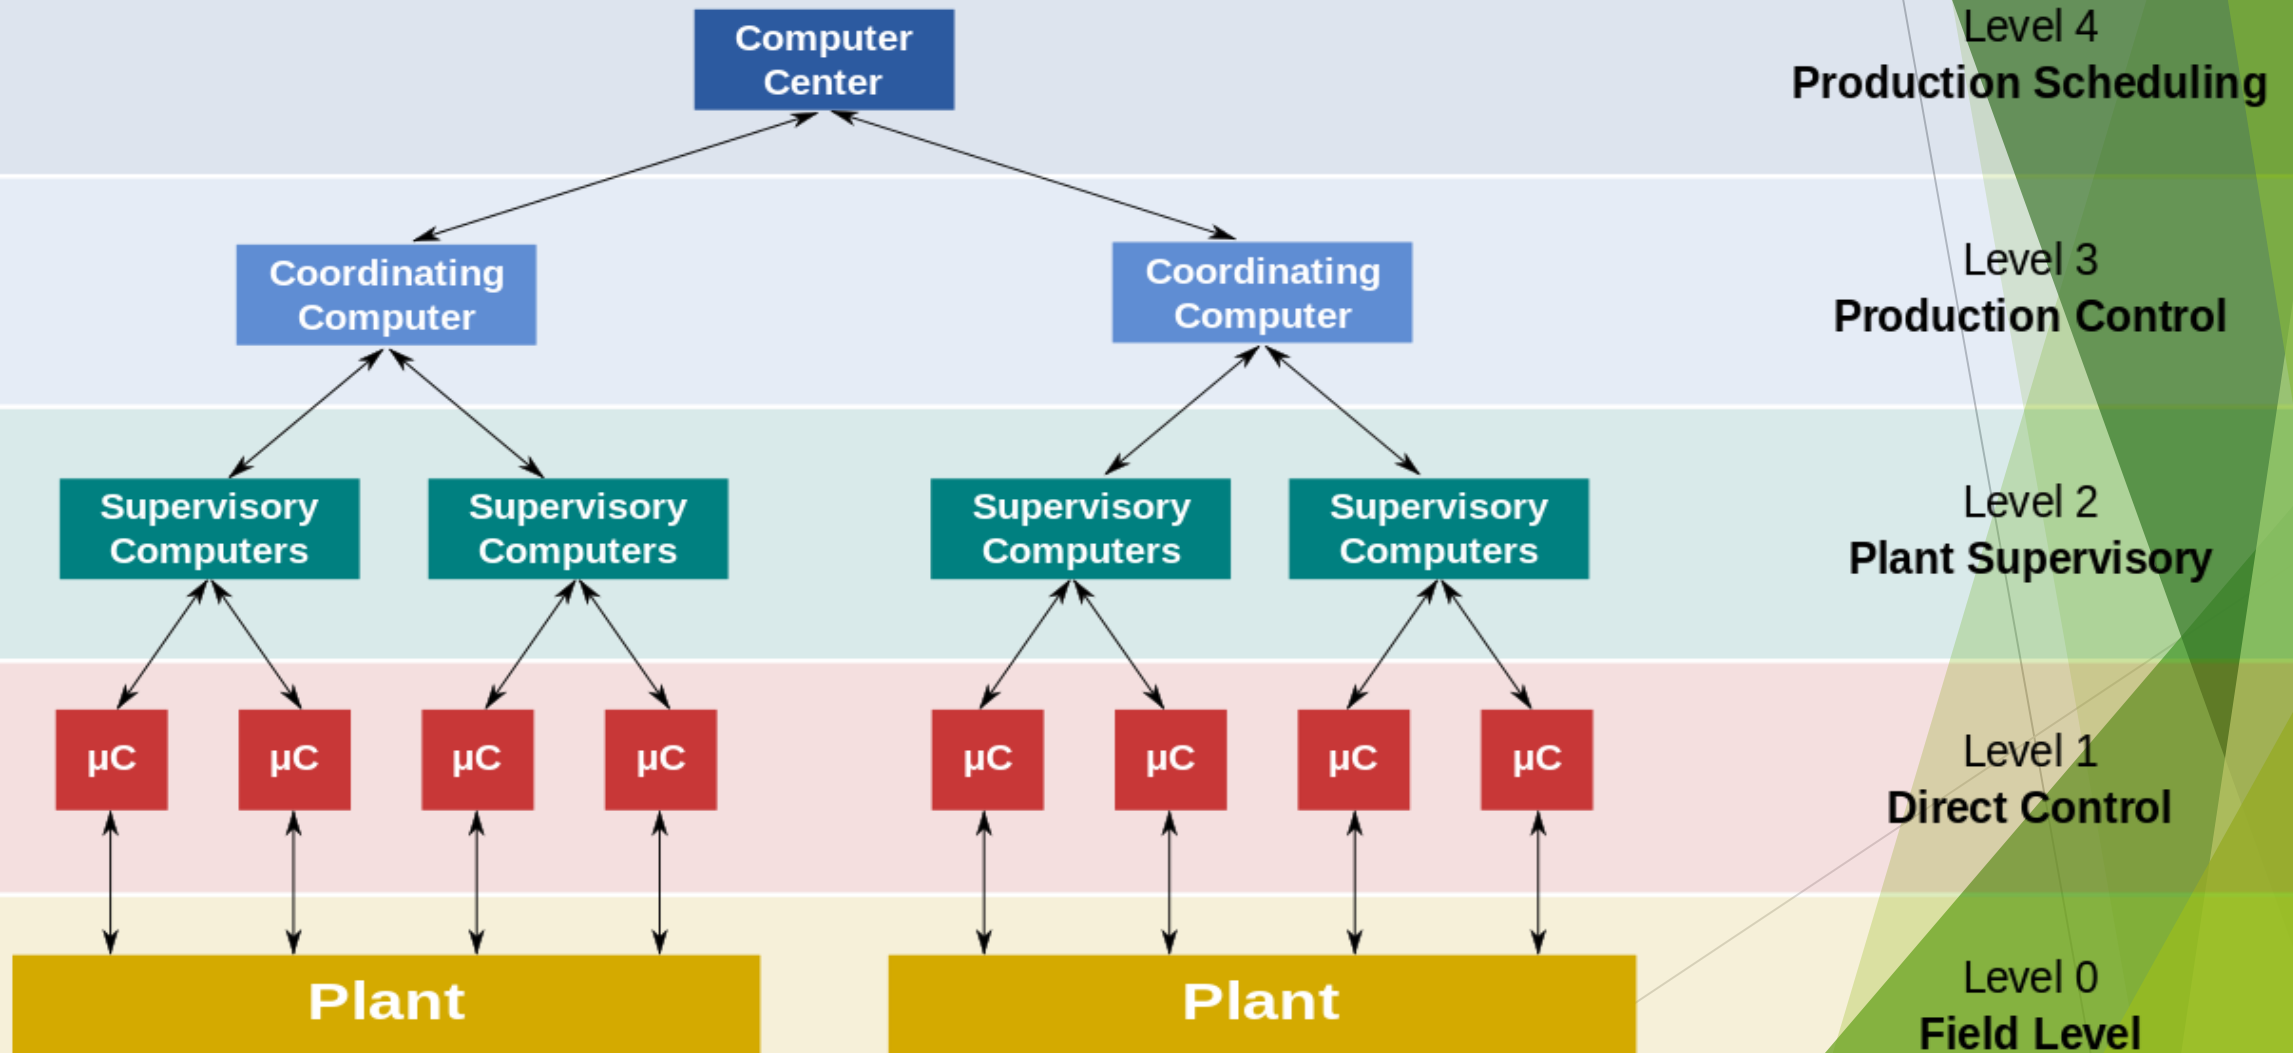 Computer
Center
Level 4
Production Scheduling
Coordinating
Computer
Coordinating
Computer
Level 3
Production Control
Supervisory
Computers
Supervisory
Computers
Supervisory
Computers
Supervisory
Computers
Level 2
Plant Supervisory
µC
µC
µC
µC
µC
µC
µC
µC
Level 1
Direct Control
Plant
Plant
Level 0
Field Level